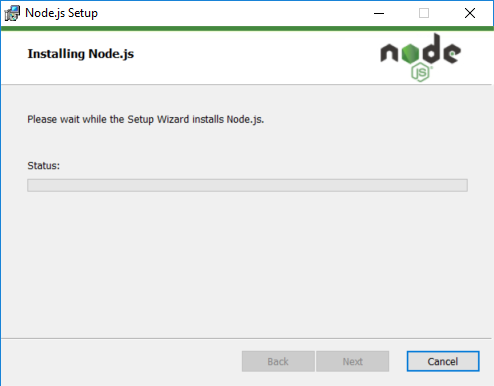 Node.js Setup
Installing Node.js
node
JS
Please wait while the Setup Wizard installs Node.js.
Status:
Back
Next
Cancel